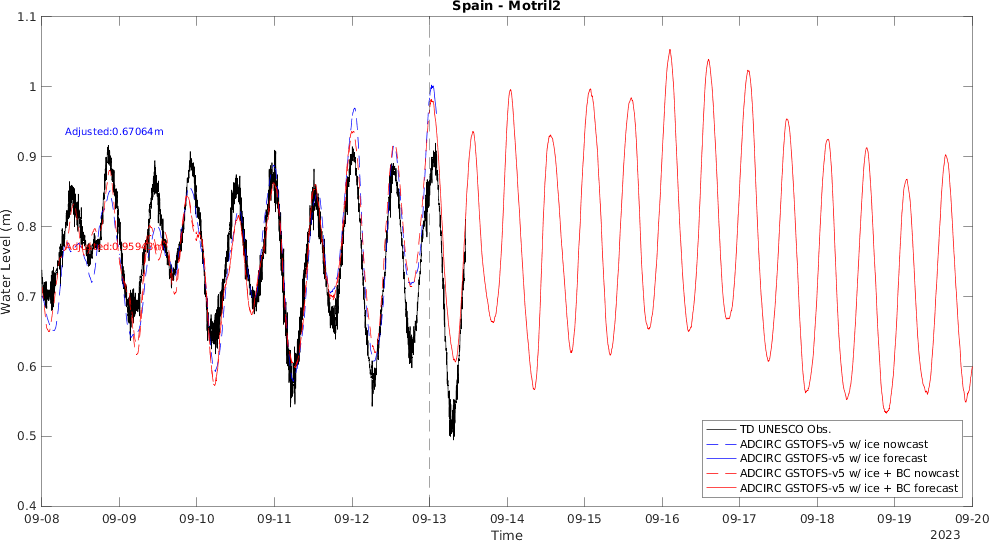 Spain - Motril2
1.1
1
0.9
0.8
0.7
0.6
0.5
0.4
Water Level (m)
Adjusted:0.67064m
TD UNESCO Obs.
ADCIRC GSTOFS-v5 w/ ice nowcast
ADCIRC GSTOFS-v5 w/ ice forecast
ADCIRC GSTOFS-v5 w/ ice + BC nowcast
ADCIRC GSTOFS-v5 w/ ice + BC forecast
09-08 09-09 09-10 09-11 09-12 09-13 09-14 09-15 09-16 09-17 09-18 09-19 09-20
Time
2023